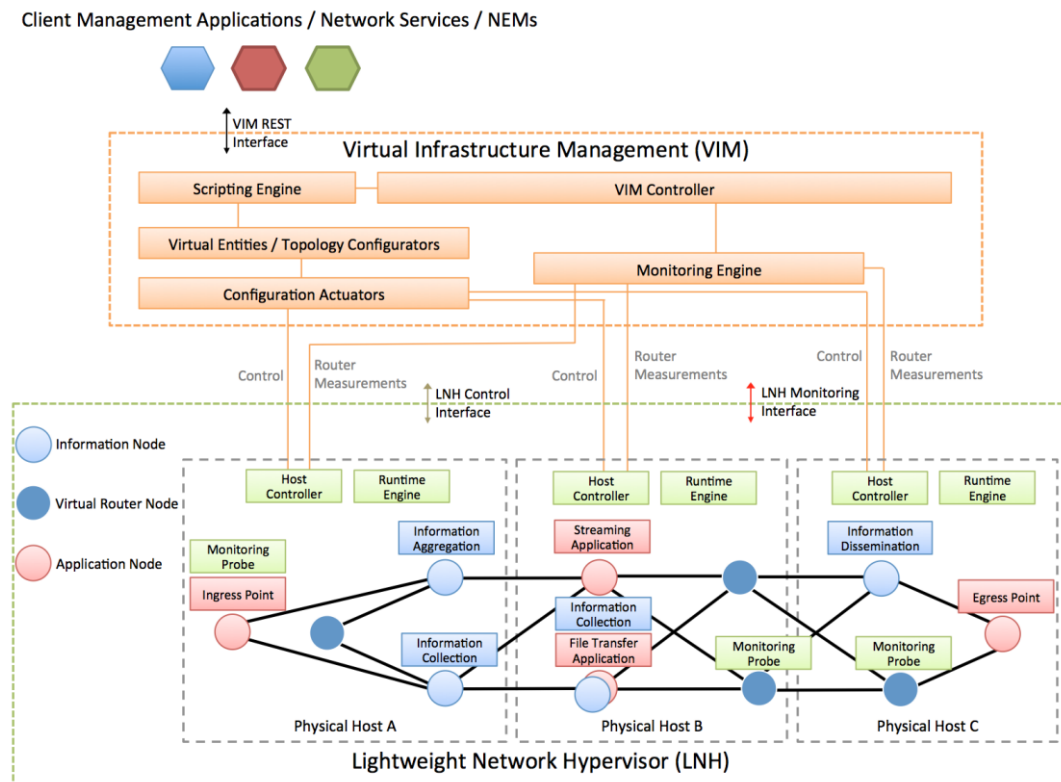 Client Management Applications / Network Services / NEMs
VIM REST
Interface
Virtual Infrastructure Management (VIM)
Scripting Engine
VIM Controller
Virtual Entities / Topology Configurators
Monitoring Engine
Configuration Actuators
Control
Router
Measurements
LNH Control
Interface
Control
Router
Measurements
LNH Monitoring
Interface
Control
Router
Measurements
Information Node
Virtual Router Node
Application Node
Host
Controller
Runtime
Engine
Host
Controller
Runtime
Engine
Host
Controller
Runtime
Engine
Monitoring
Probe
Ingress Point
Information
Aggregation
Information
Collection
Streaming
Application
Information
Collection
File Transfer
Application
Monitoring
Probe
Information
Dissemination
Monitoring
Probe
Egress Point
Physical Host A
Physical Host B
Physical Host C
Lightweight Network Hypervisor (LNH)